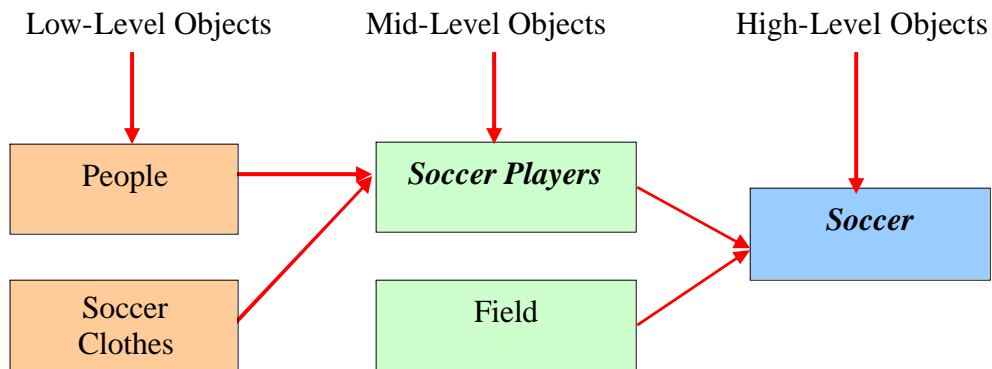 Low-Level Objects
Mid-Level Objects
High-Level Objects
People
Soccer Players
Soccer
Soccer
Clothes
Field